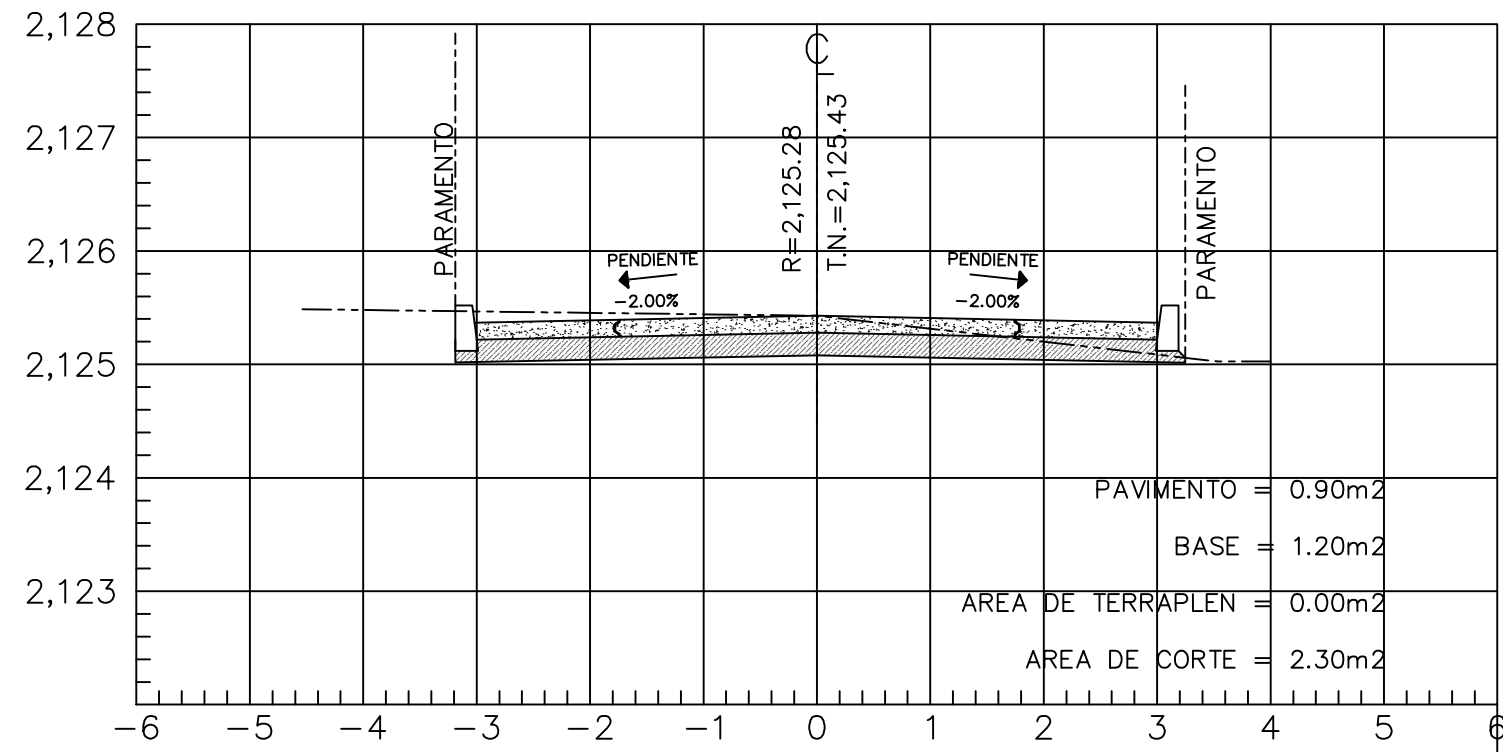 2,128
2,127
2,126
2,125
2,124
2,123
CL
PARAMENTO
R=2,125.28
T.N.=2,125.43
PARAMENTO
PENDIENTE
-2.00%
PENDIENTE
-2.00%
PAVIMENTO = 0.90m2
BASE = 1.20m2
AREA DE TERRAPLEN = 0.00m2
AREA DE CORTE = 2.30m2
-6 -5 -4 -3 -2 -1 0 1 2 3 4 5 6